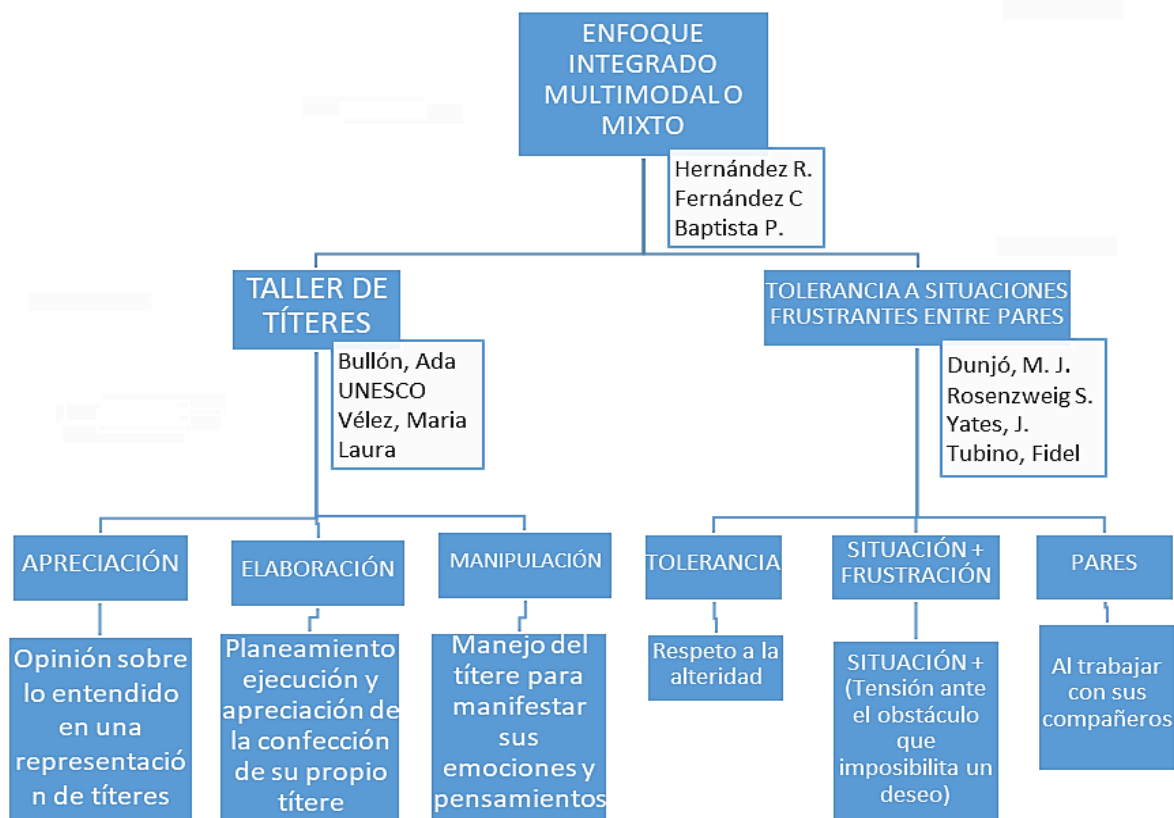 ENFOQUE
INTEGRADO
MULTIMODAL O
MIXTO
Hernández R.
Fernández C
Baptista P.
TALLER DE
TÍTERES
Bullón, Ada
UNESCO
Vélez, Maria
Laura
TOLERANCIA A SITUACIONES
FRUSTRANTES ENTRE PARES
Dunjó, M. J.
Rosenzweig S.
Yates, J.
Tubino, Fidel
APRECIACIÓN
ELABORACIÓN
MANIPULACIÓN
TOLERANCIA
SITUACIÓN +
FRUSTRACIÓN
PARES
Opinión sobre
lo entendido
en una
representació
n de títeres
Planeamiento
ejecución y
apreciación de
la confección
de su propio
títere
Manejo del
títere para
manifestar
sus
emociones y
pensamientos
Respeto a la
alteridad
SITUACIÓN +
(Tensión ante
el obstáculo
que
imposibilita un
deseo)
Al trabajar
con sus
compañeros